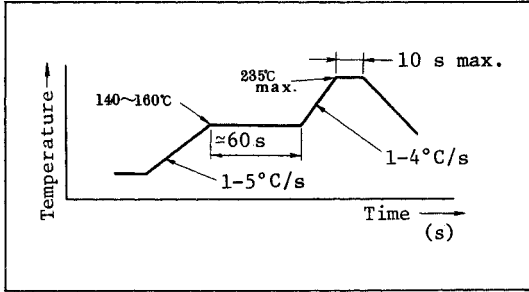 10 s max.
235℃
max.
140~160℃
≃60 s
1-4°C/s
1-5°C/s
Temperature
Time
(s)